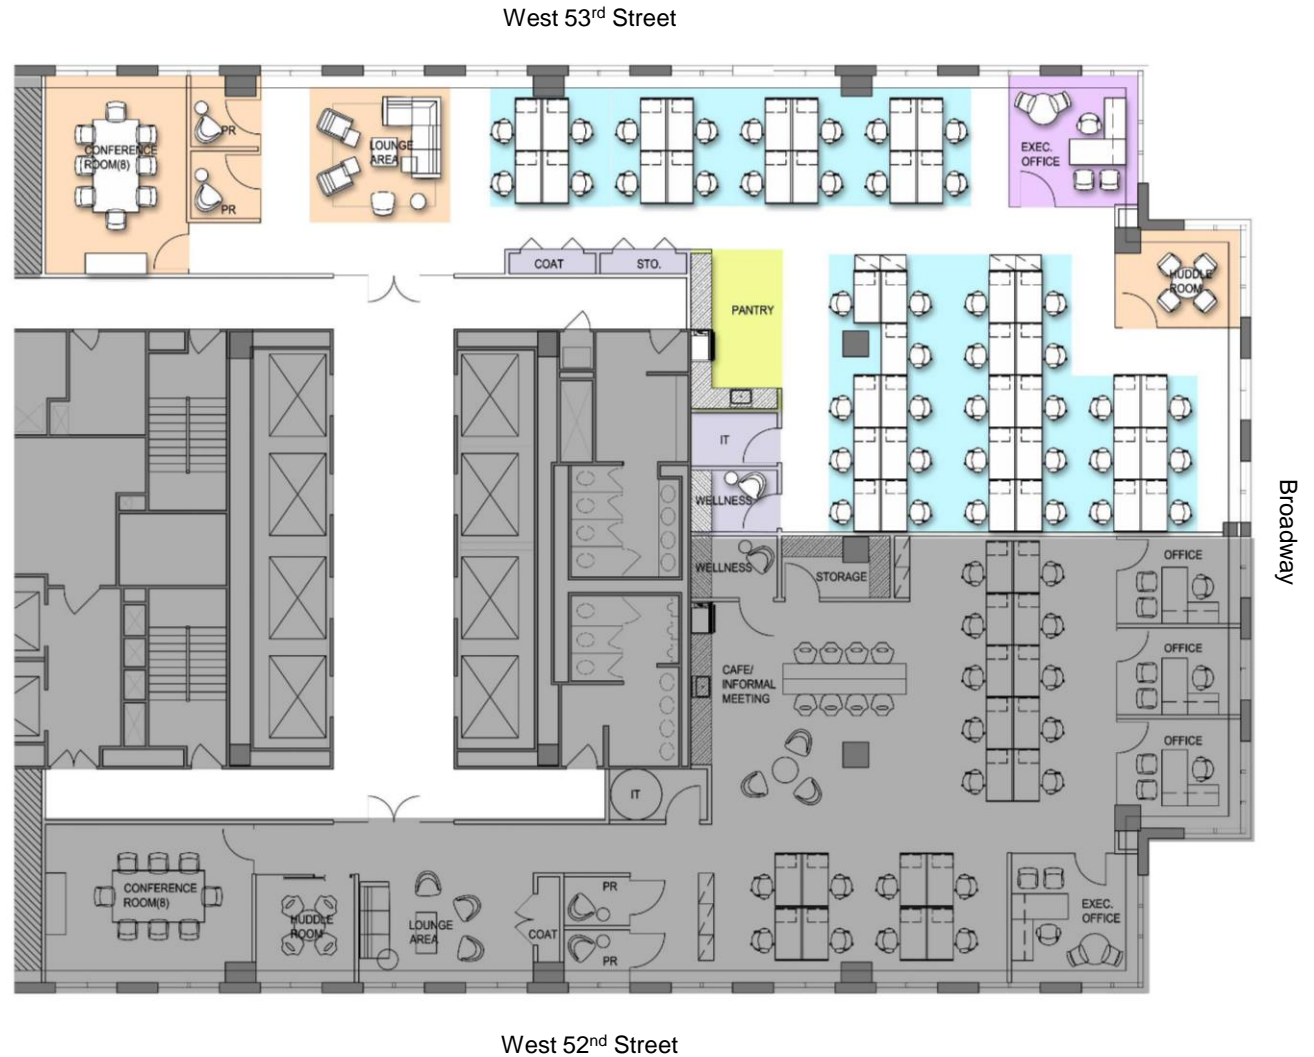 West 53rd Street
CONFERENCE
ROOM(8)
PR
PR
LOUNGE
AREA
EXEC.
OFFICE
COAT
STO.
HUDDLE
ROOM
PANTRY
IT
WELLNESS
Broadway
WELLNESS
STORAGE
OFFICE
CAFE/
INFORMAL
MEETING
OFFICE
OFFICE
IT
CONFERENCE
ROOM(8)
HUDDLE
ROOM
LOUNGE
AREA
COAT
PR
PR
EXEC.
OFFICE
West 52nd Street